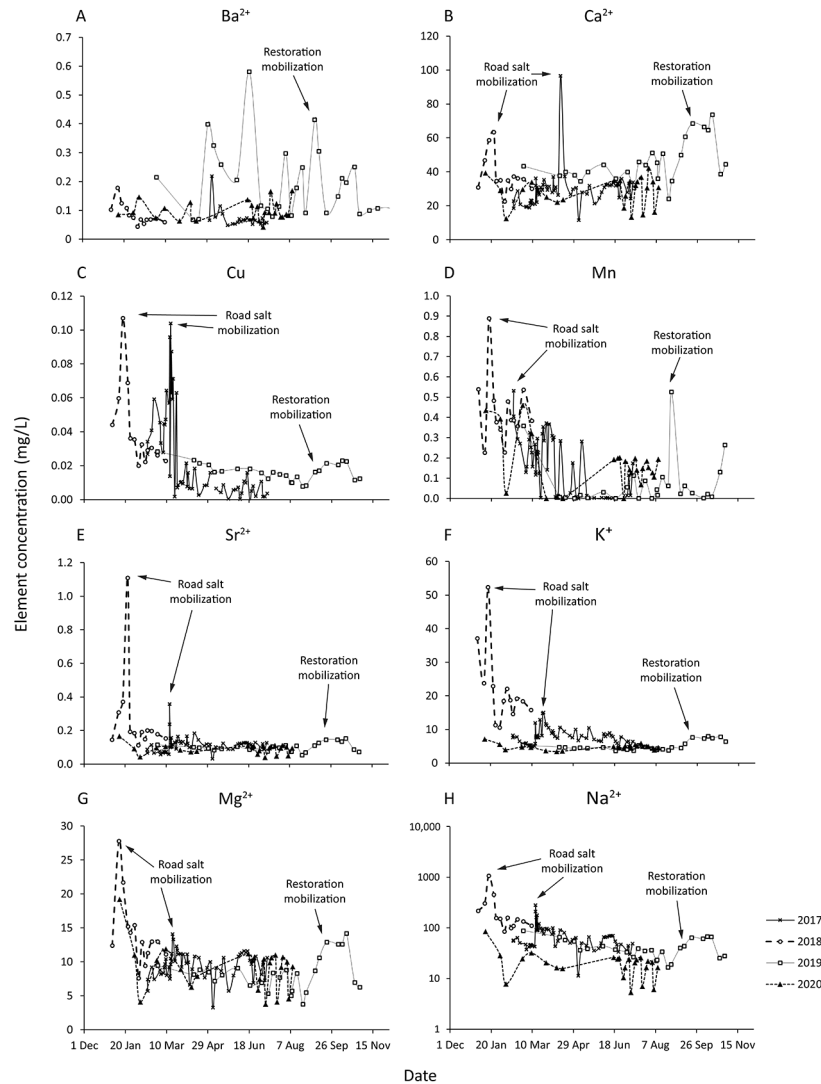 A Ba2+
0.7
0.6
0.5
0.4
0.3
0.2
0.1
0
Restoration
mobilization
B Ca2+
120
100
80
60
40
20
0
Road salt
mobilization
Restoration
mobilization
C Cu
0.12
0.10
0.08
0.06
0.04
0.02
0.00
Road salt
mobilization
Restoration
mobilization
D Mn
1.0
0.9
0.8
0.7
0.6
0.5
0.4
0.3
0.2
0.1
0.0
Road salt
mobilization
Restoration
mobilization
Element concentration (mg/L)
E Sr2+
1.2
1.0
0.8
0.6
0.4
0.2
0.0
Road salt
mobilization
Restoration
mobilization
F K+
60
50
40
30
20
10
0
Road salt
mobilization
Restoration
mobilization
G Mg2+
30
25
20
15
10
5
0
Road salt
mobilization
Restoration
mobilization
1 Dec 20 Jan 10 Mar 29 Apr 18 Jun 7 Aug 26 Sep 15 Nov
H Na2+
10,000
1000
100
10
1
Road salt
mobilization
Restoration
mobilization
1 Dec 20 Jan 10 Mar 29 Apr 18 Jun 7 Aug 26 Sep 15 Nov
2017
2018
2019
2020
Date